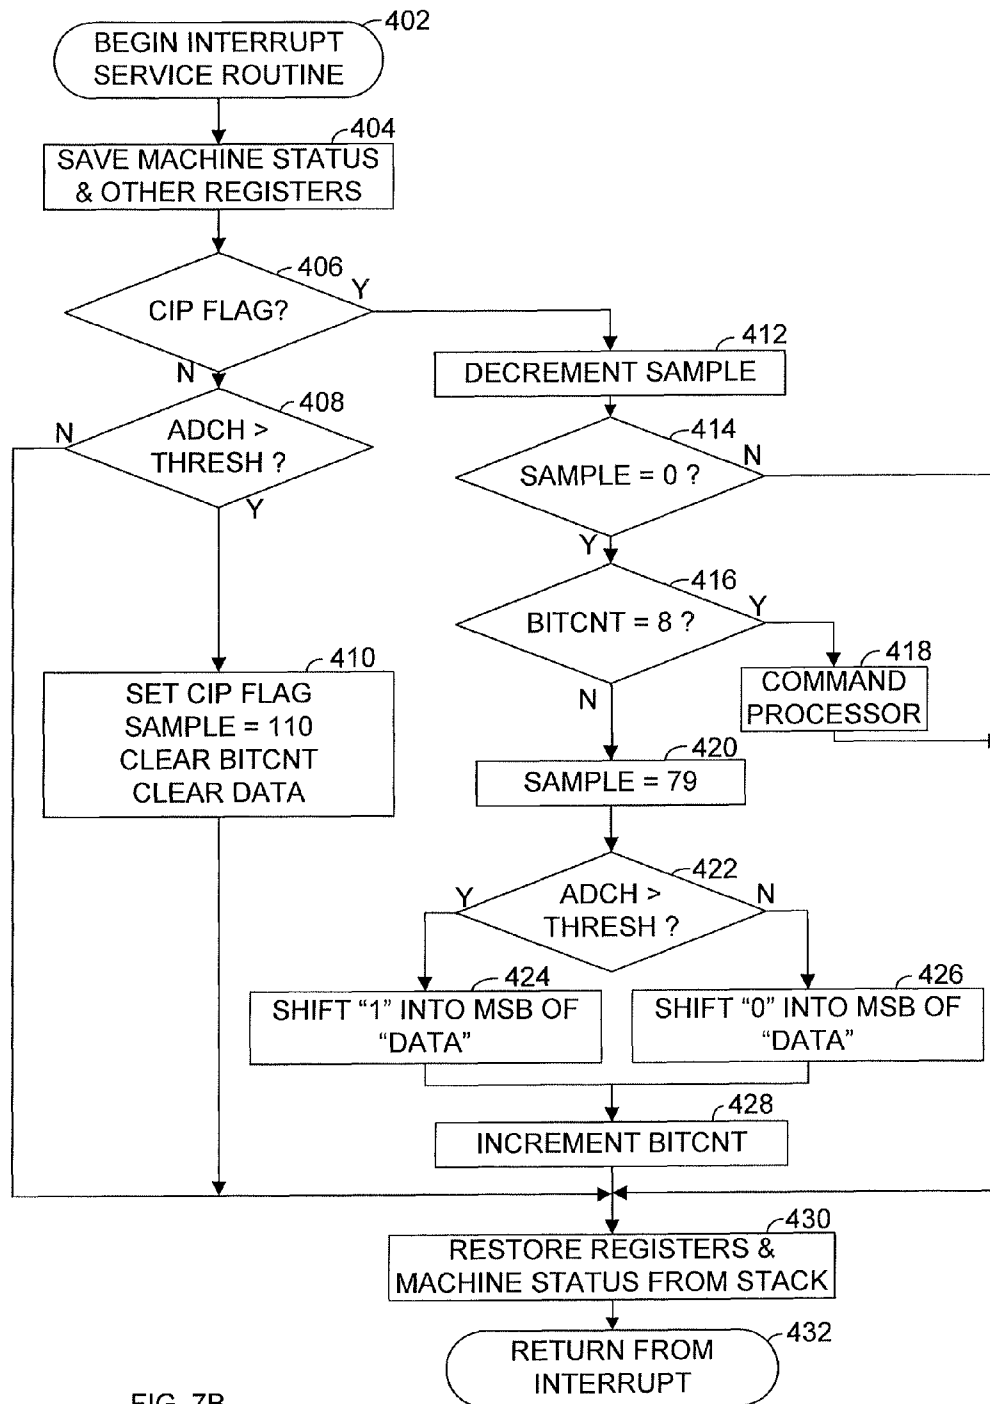 402
BEGIN INTERRUPT
SERVICE ROUTINE
404
SAVE MACHINE STATUS
& OTHER REGISTERS
406
CIP FLAG?
Y
N
412
DECREMENT SAMPLE
408
ADCH >
THRESH ?
N
Y
414
SAMPLE = 0 ?
N
Y
416
BITCNT = 8 ?
Y
N
418
COMMAND
PROCESSOR
410
SET CIP FLAG
SAMPLE = 110
CLEAR BITCNT
CLEAR DATA
420
SAMPLE = 79
422
ADCH >
THRESH ?
Y
N
424
SHIFT “1” INTO MSB OF
“DATA”
426
SHIFT “0” INTO MSB OF
“DATA”
428
INCREMENT BITCNT
430
RESTORE REGISTERS &
MACHINE STATUS FROM STACK
432
RETURN FROM
INTERRUPT
FIG. 7B